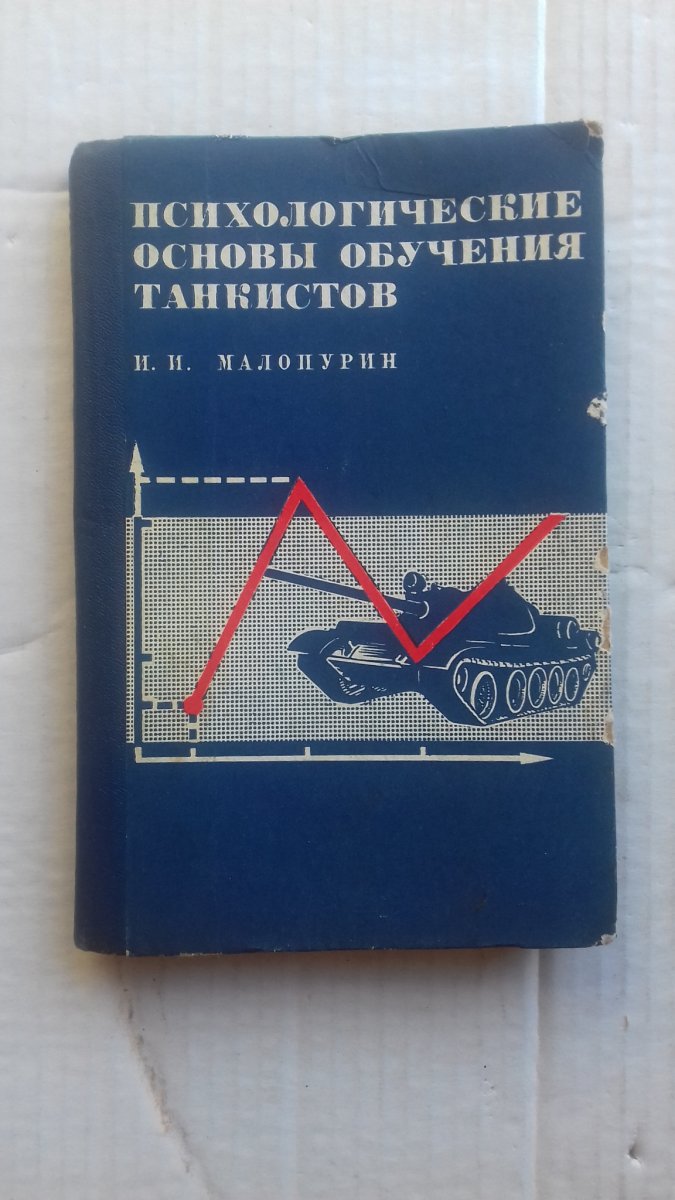 ПСИХОЛОГИЧЕСКИЕ
ОСНОВЫ ОБУЧЕНИЯ
ТАНКИСТОВ
И. И. МАЛОПУРИН